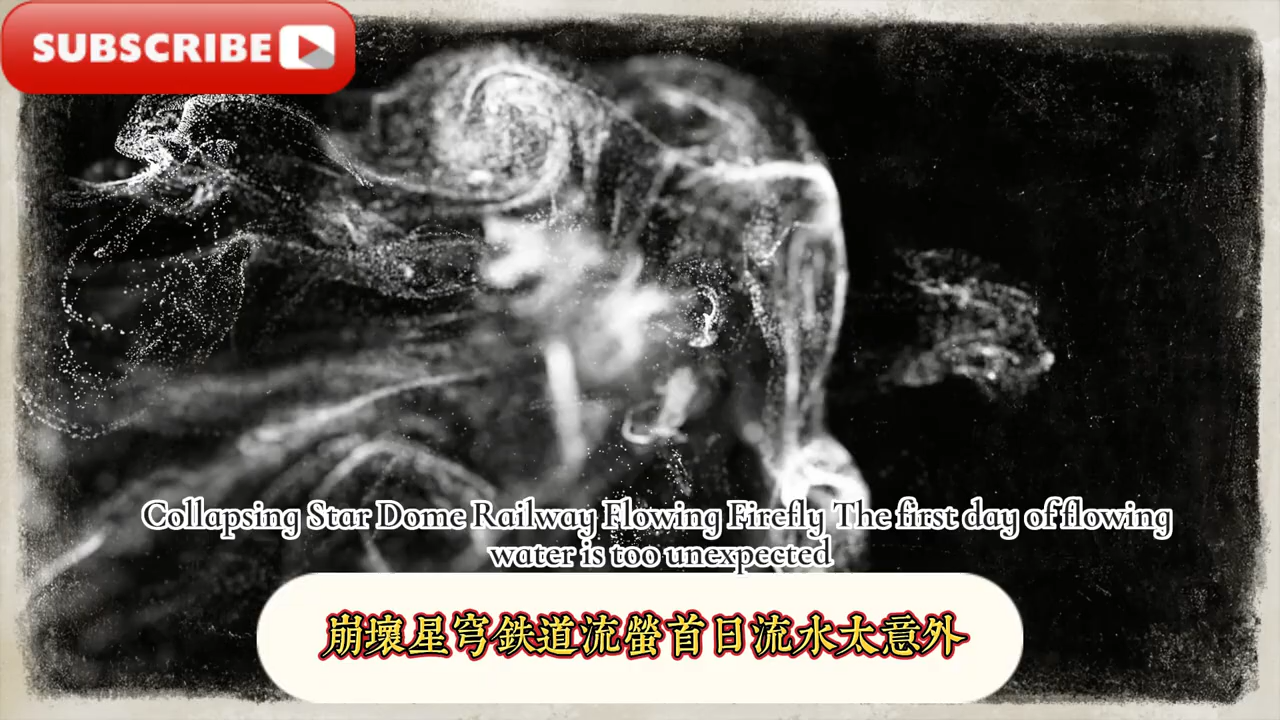 SUBSCRIBE
Collapsing Star Dome Railway Flowing Firefly The first day of flowing
water is too unexpected
崩壞星穹鉄道流螢首日流水太意外